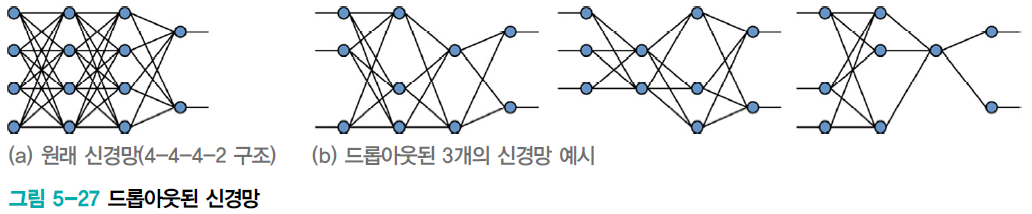 (a) 원래 신경망(4-4-4-2 구조)
(b) 드롭아웃된 3개의 신경망 예시
그림 5-27 드롭아웃된 신경망